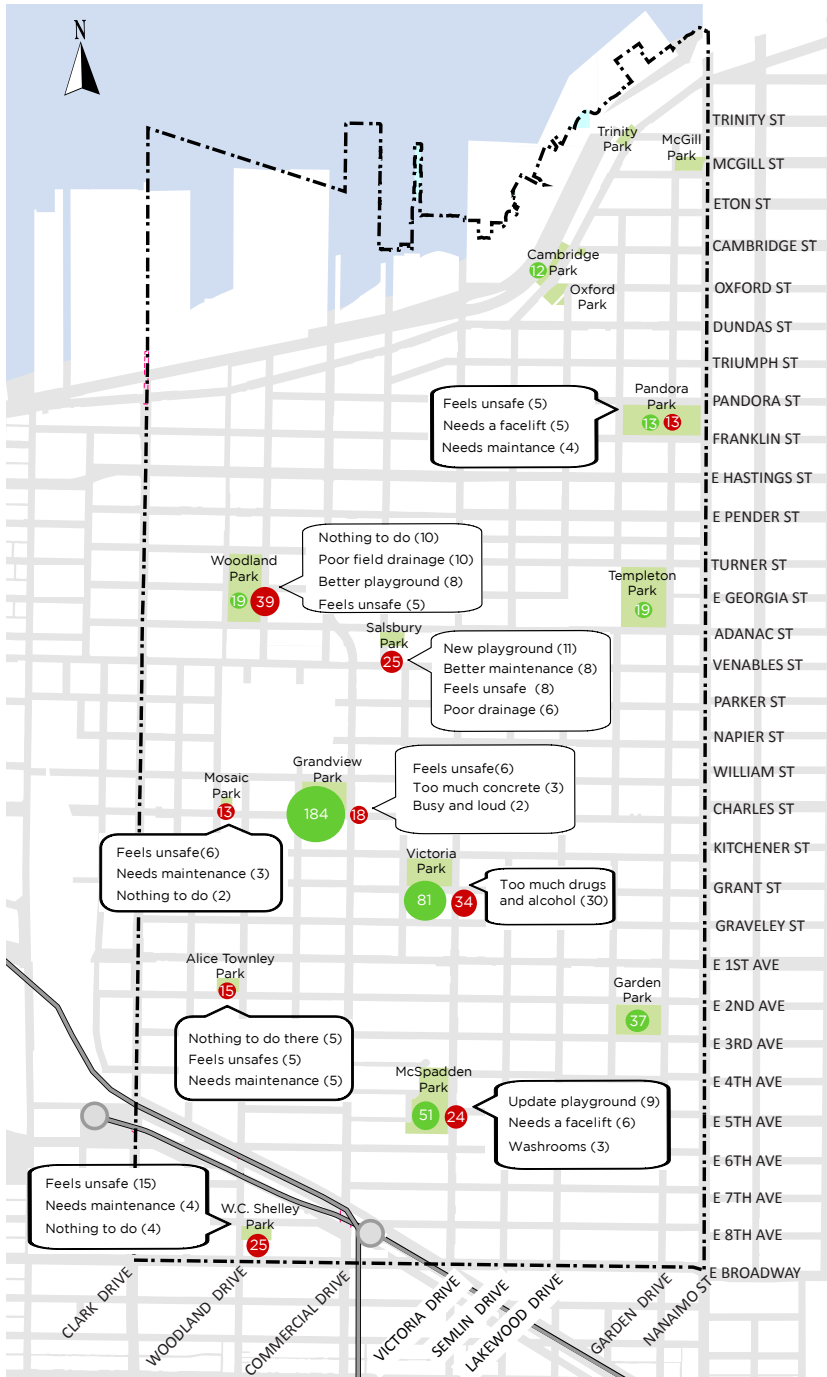 N
TRINITY ST
Trinity
Park
McGill
Park
MCGILL ST
ETON ST
CAMBRIDGE ST
Cambridge
12 Park
OXFORD ST
Oxford
Park
DUNDAS ST
TRIUMPH ST
Pandora
Park
PANDORA ST
13 13
Feels unsafe (5)
Needs a facelift (5)
Needs maintance (4)
FRANKLIN ST
E HASTINGS ST
E PENDER ST
Nothing to do (10)
Poor field drainage (10)
Better playground (8)
Feels unsafe (5)
Woodland
Park
19 39
TURNER ST
Templeton
Park
19
E GEORGIA ST
ADANAC ST
Salsbury
Park
25
New playground (11)
Better maintenance (8)
Feels unsafe (8)
Poor drainage (6)
VENABLES ST
PARKER ST
NAPIER ST
WILLIAM ST
Grandview
Park
184 18
Feels unsafe(6)
Too much concrete (3)
Busy and loud (2)
Mosaic
Park
13
CHARLES ST
Feels unsafe(6)
Needs maintenance (3)
Nothing to do (2)
KITCHENER ST
Victoria
Park
81 34
Too much drugs
and alcohol (30)
GRANT ST
GRAVELEY ST
E 1ST AVE
Alice Townley
Park
15
Nothing to do there (5)
Feels unsafes (5)
Needs maintenance (5)
Garden
Park
37
E 2ND AVE
E 3RD AVE
E 4TH AVE
McSpadden
Park
51 24
Update playground (9)
Needs a facelift (6)
Washrooms (3)
E 5TH AVE
E 6TH AVE
E 7TH AVE
Feels unsafe (15)
Needs maintenance (4)
Nothing to do (4)
W.C. Shelley
Park
25
E 8TH AVE
E BROADWAY
CLARK DRIVE
WOODLAND DRIVE
COMMERCIAL DRIVE
VICTORIA DRIVE
SEMLIN DRIVE
LAKEWOOD DRIVE
GARDEN DRIVE
NANAIMO ST